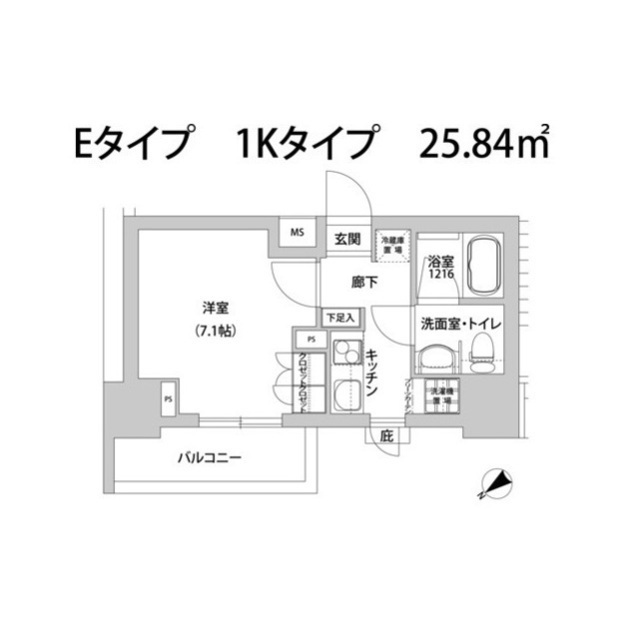 Eタイプ 1Kタイプ 25.84㎡
MS
玄関
冷蔵庫
置場
浴室
1216
廊下
洋室
(7.1帖)
下足入
洗面室・トイレ
PS
キッチン
クロゼット
クロゼット
PS
洗濯機
置場
庇
バルコニー
N